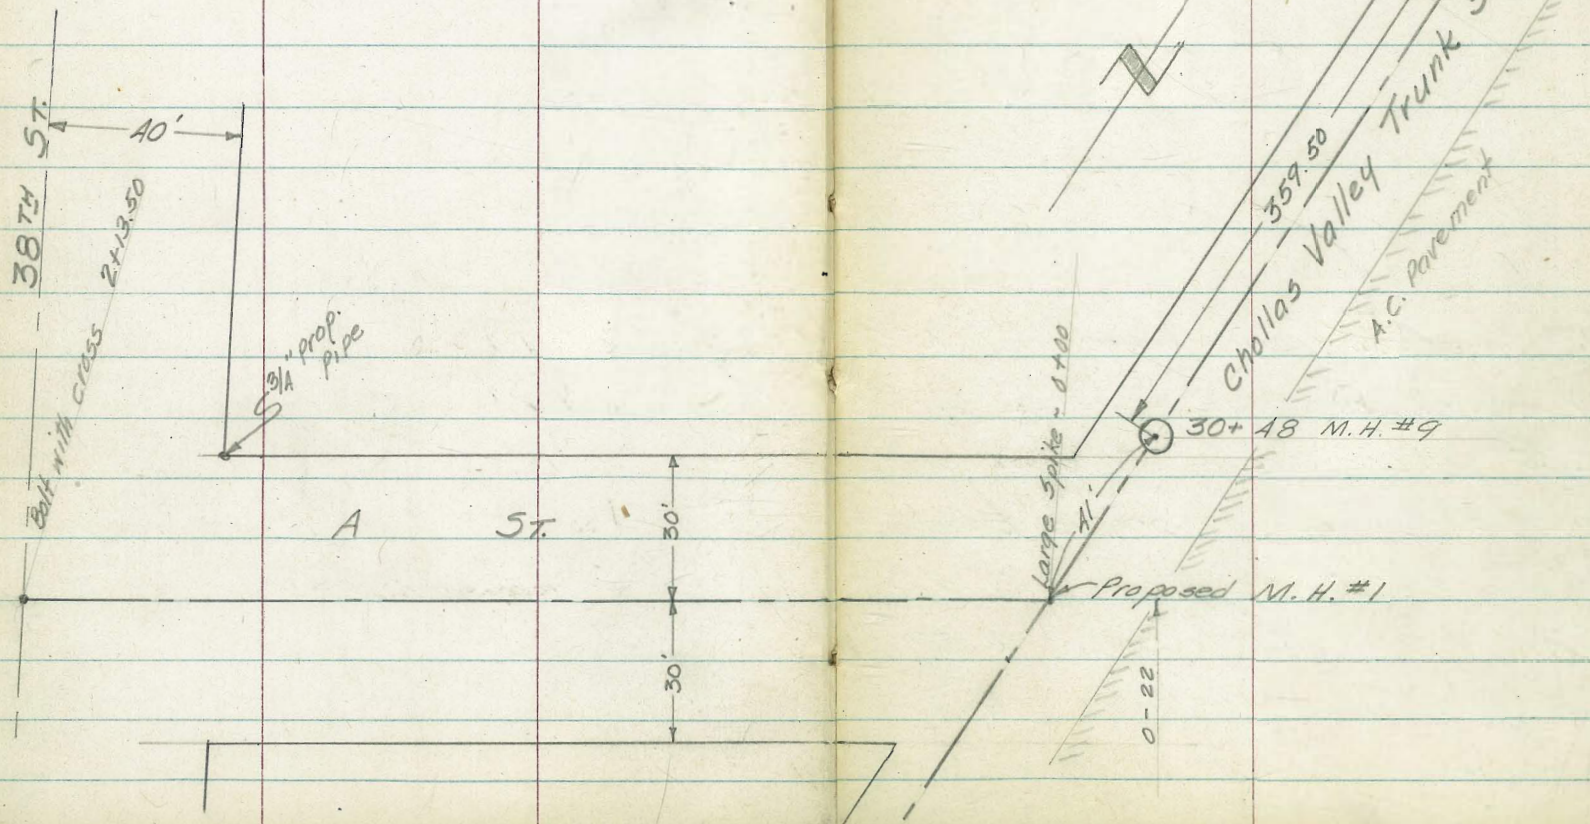 38TH ST.
40'
Bolt with cross 2+13.50
3/4" prop.
pipe
A ST.
30'
30'
N
359.50
Chollas Valley Trunk
A.C. Pavement
Large Spike - 0+00
30+48 M.H. #9
41'
Proposed M.H. #1
0-22